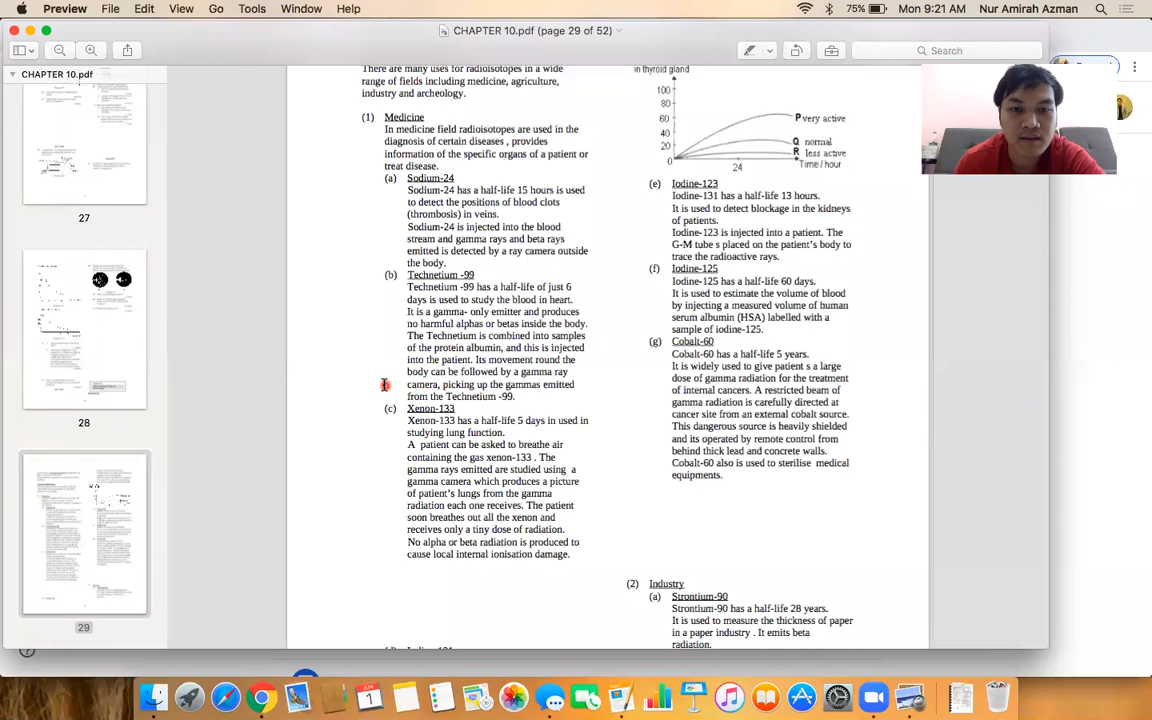 Preview File Edit View Go Tools Window Help
75% Mon 9:21 AM Nur Amirah Azman
CHAPTER 10.pdf (page 29 of 52)
Search
CHAPTER 10.pdf
27
28
29
There are many uses for radioisotopes in a wide
range of fields including medicine, agriculture,
industry and archeology.
(1) Medicine
In medicine field radioisotopes are used in the
diagnosis of certain diseases , provides
information of the specific organs of a patient or
treat disease.
(a) Sodium-24
Sodium-24 has a half-life 15 hours is used
to detect the positions of blood clots
(thrombosis) in veins.
Sodium-24 is injected into the blood
stream and gamma rays and beta rays
emitted is detected by a ray camera outside
the body.
(b) Technetium -99
Technetium -99 has a half-life of just 6
days is used to study the blood in heart.
It is a gamma- only emitter and produces
no harmful alphas or betas inside the body.
The Technetium is combined into samples
of the protein albumin, and this is injected
into the patient. Its movement round the
body can be followed by a gamma ray
camera, picking up the gammas emitted
from the Technetium -99.
(c) Xenon-133
Xenon-133 has a half-life 5 days in used in
studying lung function.
A patient can be asked to breathe air
containing the gas xenon-133 . The
gamma rays emitted are studied using a
gamma camera which produces a picture
of patient's lungs from the gamma
radiation each one receives. The patient
soon breathes out all the xenon and
receives only a tiny dose of radiation.
No alpha or beta radiation is produced to
cause local internal ionisation damage.
in thyroid gland
100
80
60
40
20
0
P very active
Q normal
R less active
24
Time / hour
(e) Iodine-123
Iodine-131 has a half-life 13 hours.
It is used to detect blockage in the kidneys
of patients.
Iodine-123 is injected into a patient. The
G-M tube s placed on the patient's body to
trace the radioactive rays.
(f) Iodine-125
Iodine-125 has a half-life 60 days.
It is used to estimate the volume of blood
by injecting a measured volume of human
serum albumin (HSA) labelled with a
sample of iodine-125.
(g) Cobalt-60
Cobalt-60 has a half-life 5 years.
It is widely used to give patient s a large
dose of gamma radiation for the treatment
of internal cancers. A restricted beam of
gamma radiation is carefully directed at
cancer site from an external cobalt source.
This dangerous source is heavily shielded
and its operated by remote control from
behind thick lead and concrete walls.
Cobalt-60 also is used to sterilise medical
equipments.
(2) Industry
(a) Strontium-90
Strontium-90 has a half-life 28 years.
It is used to measure the thickness of paper
in a paper industry . It emits beta
radiation.